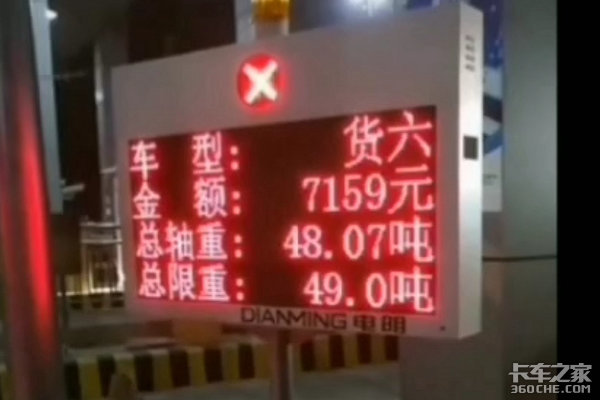 车 型： 货六
金 额： 7159元
总轴重： 48.07吨
总限重： 49.0吨
DIANMING 电明
卡车之家
360CHE.COM